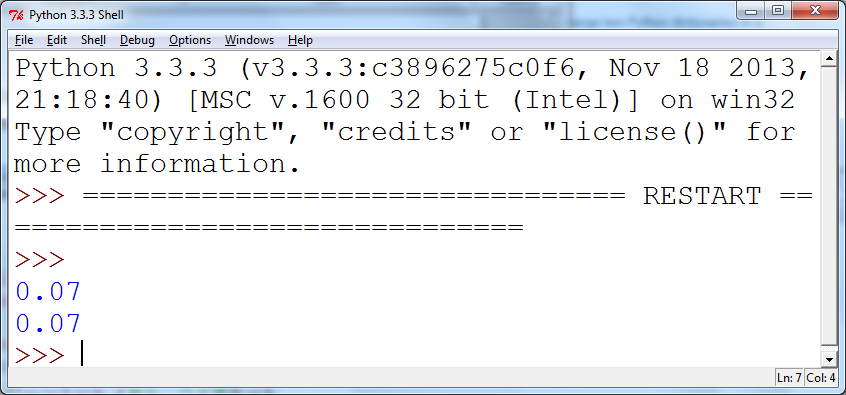 Python 3.3.3 Shell
File Edit Shell Debug Options Windows Help
Python 3.3.3 (v3.3.3:c3896275c0f6, Nov 18 2013,
21:18:40) [MSC v.1600 32 bit (Intel)] on win32
Type "copyright", "credits" or "license()" for
more information.
>>> ================================ RESTART ==
==============================
>>>
0.07
0.07
>>>
Ln: 7 Col: 4